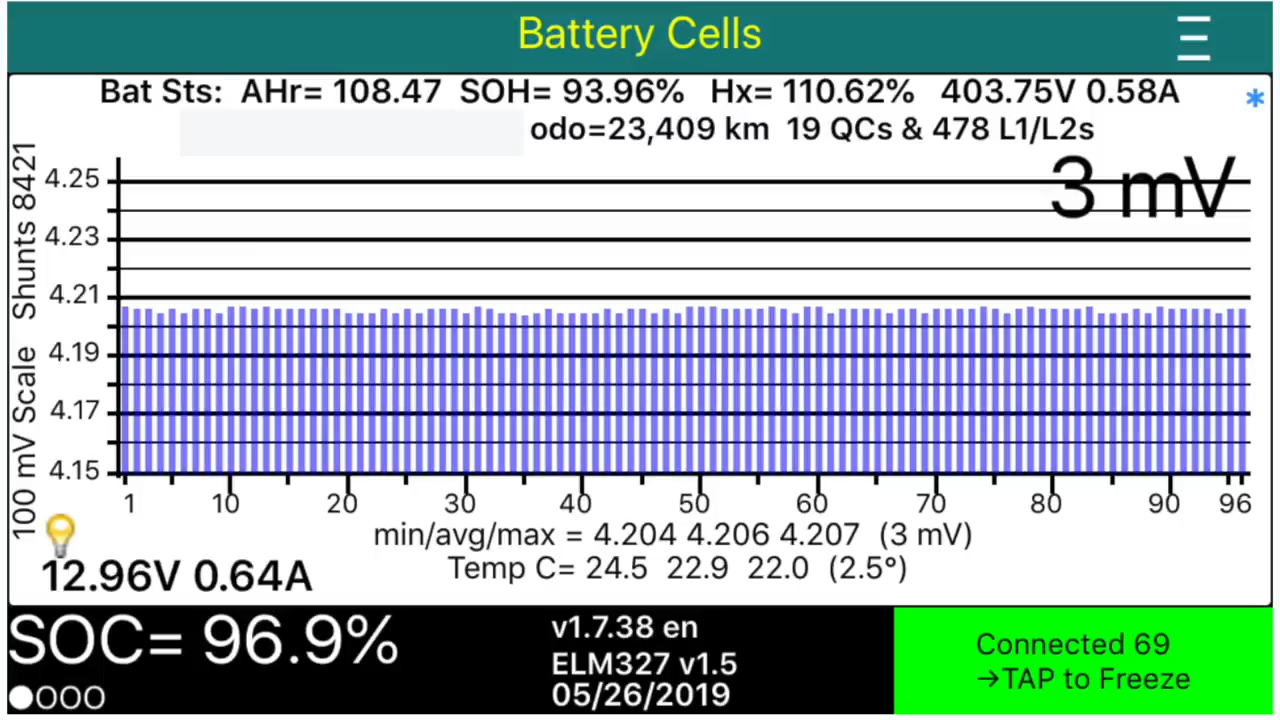 Battery Cells
Bat Sts: AHr= 108.47 SOH= 93.96% Hx= 110.62% 403.75V 0.58A *
odo=23,409 km 19 QCs & 478 L1/L2s
3 mV
100 mV Scale Shunts 8421
4.25
4.23
4.21
4.19
4.17
4.15
1 10 20 30 40 50 60 70 80 90 96
min/avg/max = 4.204 4.206 4.207 (3 mV)
Temp C= 24.5 22.9 22.0 (2.5°)
12.96V 0.64A
SOC= 96.9%
v1.7.38 en
ELM327 v1.5
05/26/2019
Connected 69
→TAP to Freeze